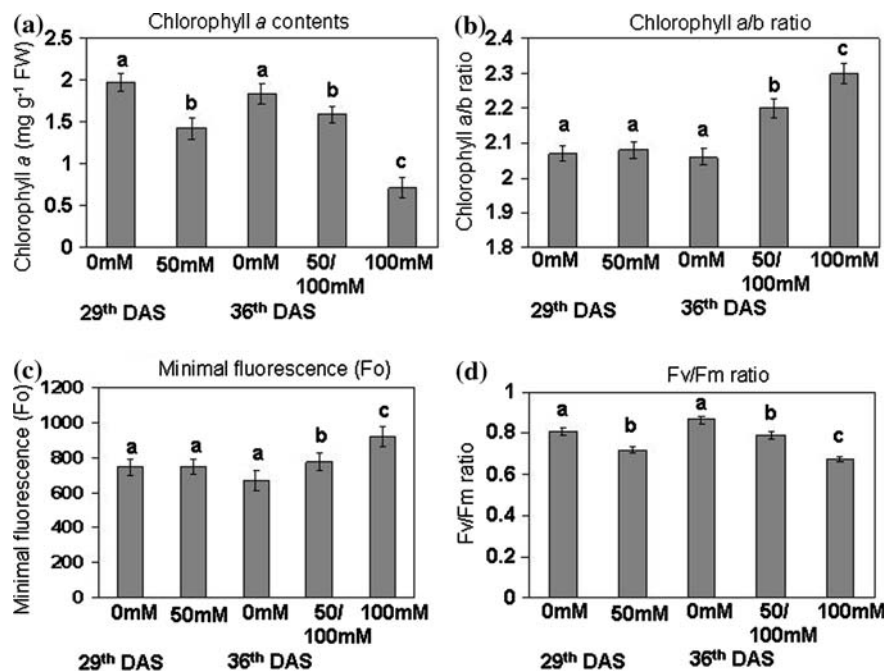 (a) Chlorophyll a contents
Chlorophyll a (mg g-1 FW)
2.5
2
1.5
1
0.5
0
a
b
a
b
c
0mM 50mM 0mM 50/ 100mM
100mM
29th DAS 36th DAS
(b) Chlorophyll a/b ratio
Chlorophyll a/b ratio
2.4
2.3
2.2
2.1
2
1.9
1.8
a
a
a
b
c
0mM 50mM 0mM 50/ 100mM
100mM
29th DAS 36th DAS
(c) Minimal fluorescence (Fo)
Minimal fluorescence (Fo)
1200
1000
800
600
400
200
0
a
a
a
b
c
0mM 50mM 0mM 50/ 100mM
100mM
29th DAS 36th DAS
(d) Fv/Fm ratio
Fv/Fm ratio
1
0.8
0.6
0.4
0.2
0
a
b
a
b
c
0mM 50mM 0mM 50/ 100mM
100mM
29th DAS 36th DAS